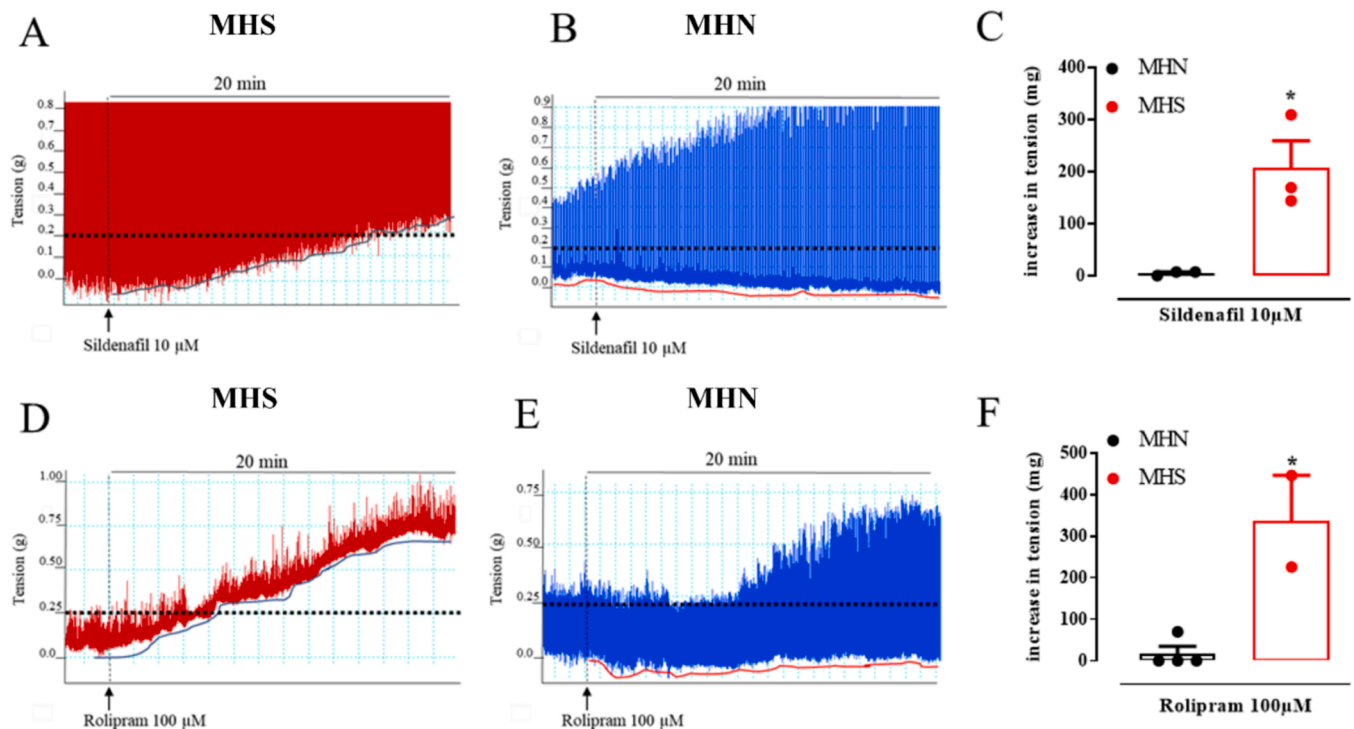 A
MHS
20 min
Tension (g)
0.8
0.7
0.6
0.5
0.4
0.3
0.2
0.1
0.0
Sildenafil 10 µM
B
MHN
20 min
Tension (g)
0.9
0.8
0.7
0.6
0.5
0.4
0.3
0.2
0.1
0.0
Sildenafil 10 µM
C
MHN
MHS
increase in tension (mg)
400
300
200
100
0
*
Sildenafil 10µM
D
MHS
20 min
Tension (g)
1.00
0.75
0.50
0.25
0.0
Rolipram 100 µM
E
MHN
20 min
Tension (g)
0.75
0.50
0.25
0.0
Rolipram 100 µM
F
MHN
MHS
increase in tension (mg)
500
400
300
200
100
0
*
Rolipram 100µM